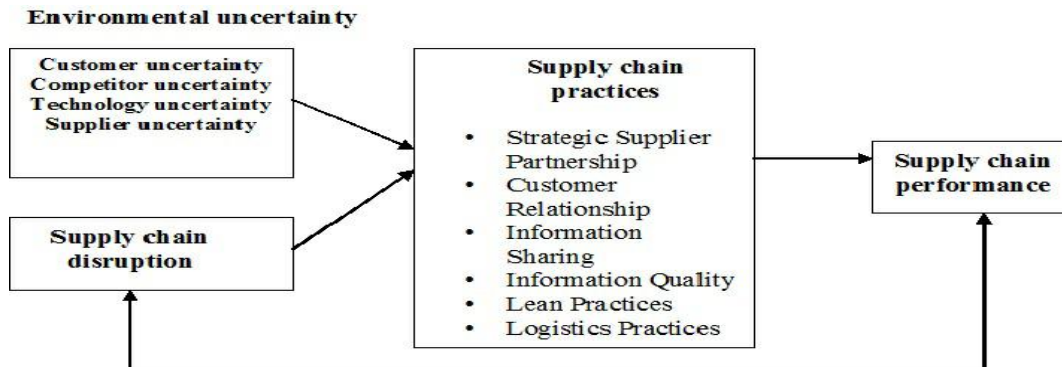 Environmental uncertainty
Customer uncertainty
Competitor uncertainty
Technology uncertainty
Supplier uncertainty
Supply chain
disruption
Supply chain
practices
• Strategic Supplier
Partnership
• Customer
Relationship
• Information
Sharing
• Information Quality
• Lean Practices
• Logistics Practices
Supply chain
performance